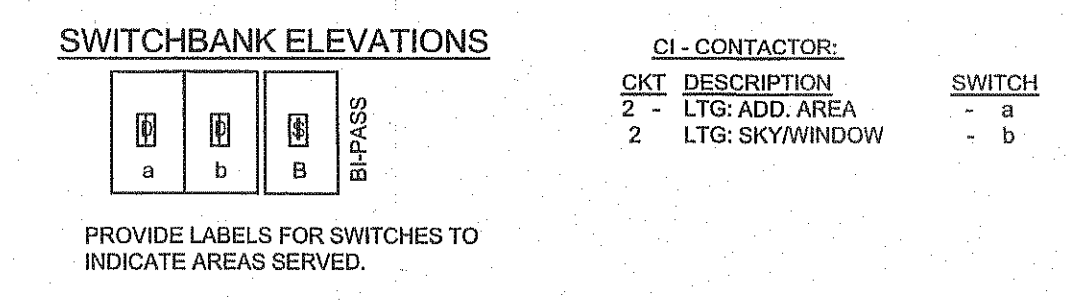 SWITCHBANK ELEVATIONS
a b B
BI-PASS
PROVIDE LABELS FOR SWITCHES TO
INDICATE AREAS SERVED.
CI - CONTACTOR:
CKT DESCRIPTION SWITCH
2 - LTG: ADD. AREA - a
2 LTG: SKY/WINDOW - b